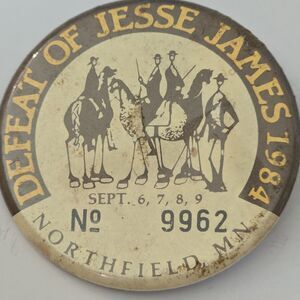 DEFEAT OF JESSE JAMES 1984
SEPT. 6, 7, 8, 9
Nº 9962
NORTHFIELD, MN